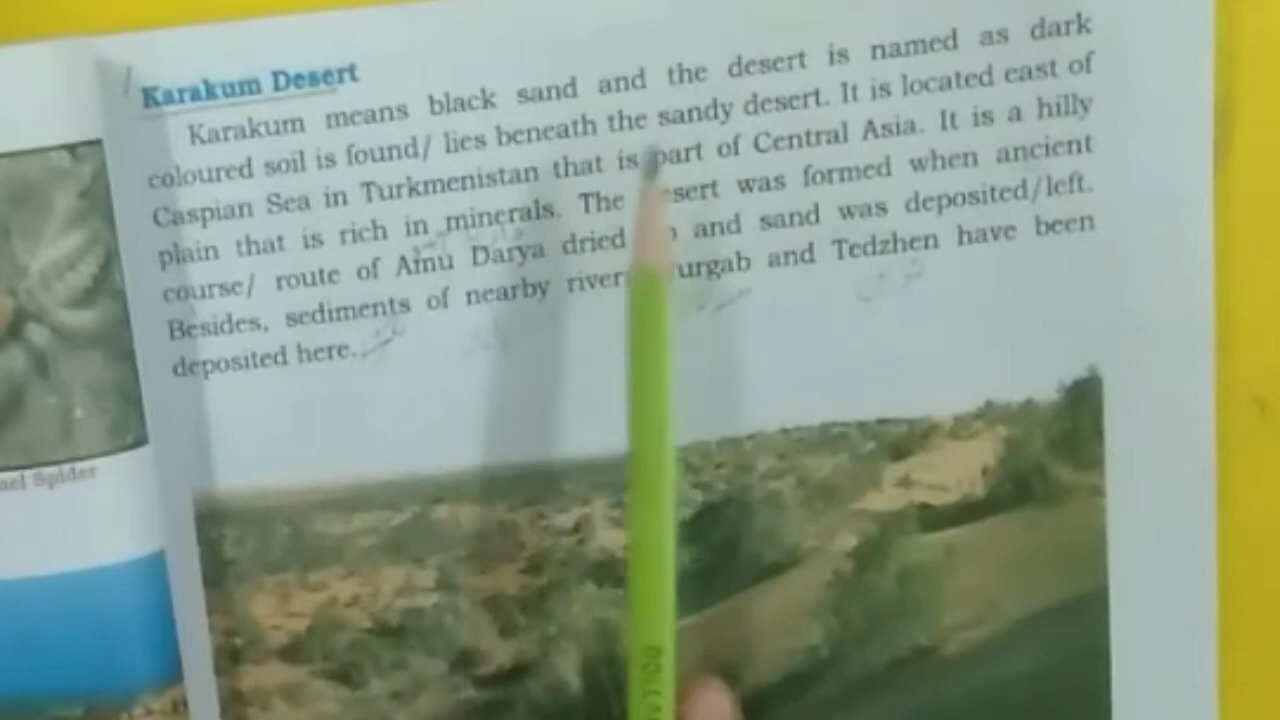 Karakum Desert
Karakum means black sand and the desert is named as dark
coloured soil is found/ lies beneath the sandy desert. It is located east of
Caspian Sea in Turkmenistan that is part of Central Asia. It is a hilly
plain that is rich in minerals. The was formed when ancient
course/ route of Amu Darya dried and sand was deposited/left.
Besides, sediments of nearby and Tedzhen have been
deposited here.
Spider